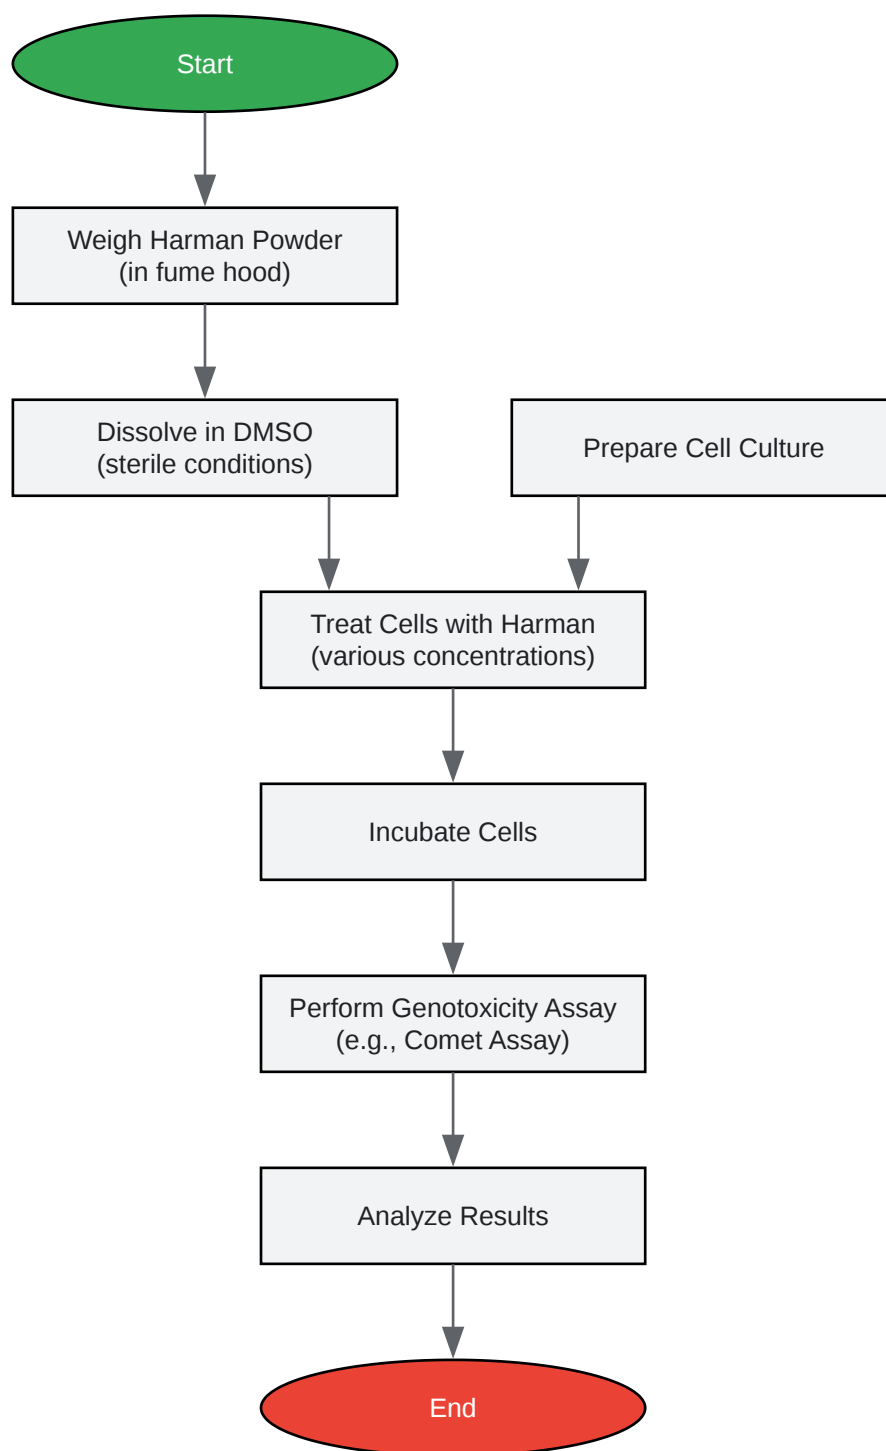 Start
Weigh Harman Powder
(in fume hood)
Dissolve in DMSO
(sterile conditions)
Prepare Cell Culture
Treat Cells with Harman
(various concentrations)
Incubate Cells
Perform Genotoxicity Assay
(e.g., Comet Assay)
Analyze Results
End